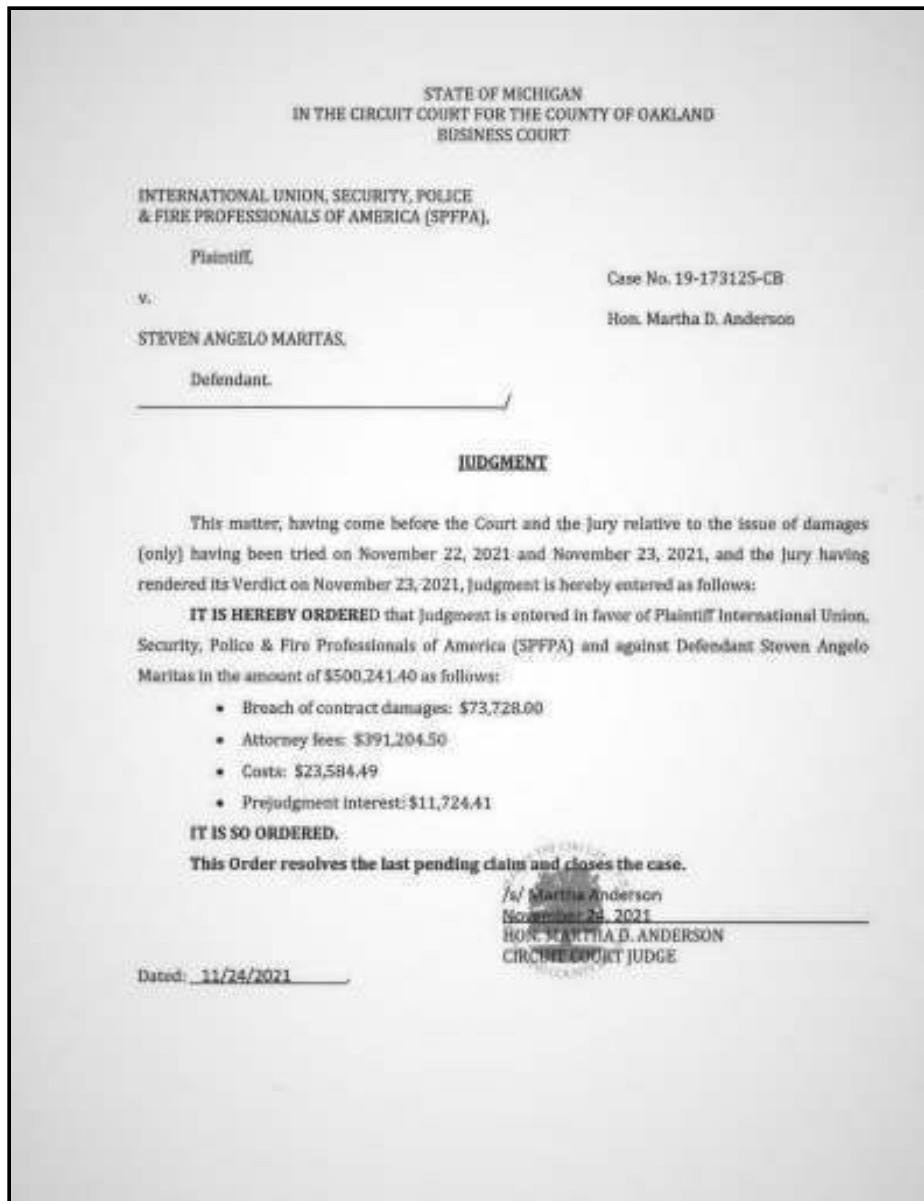 STATE OF MICHIGAN
IN THE CIRCUIT COURT FOR THE COUNTY OF OAKLAND
BUSINESS COURT
INTERNATIONAL UNION, SECURITY, POLICE
& FIRE PROFESSIONALS OF AMERICA (SPFPA),
Plaintiff,
Case No. 19-173125-CB
v.
Hon. Martha D. Anderson
STEVEN ANGELO MARITAS,
Defendant.
/
JUDGMENT
This matter, having come before the Court and the Jury relative to the issue of damages
(only) having been tried on November 22, 2021 and November 23, 2021, and the Jury having
rendered its Verdict on November 23, 2021, Judgment is hereby entered as follows:
IT IS HEREBY ORDERED that Judgment is entered in favor of Plaintiff International Union,
Security, Police & Fire Professionals of America (SPFPA) and against Defendant Steven Angelo
Maritas in the amount of $500,241.40 as follows:
• Breach of contract damages: $73,728.00
• Attorney fees: $391,204.50
• Costs: $23,584.49
• Prejudgment interest: $11,724.41
IT IS SO ORDERED.
This Order resolves the last pending claim and closes the case.
/s/ Martha Anderson
November 24, 2021
HON. MARTHA D. ANDERSON
CIRCUIT COURT JUDGE
Dated: 11/24/2021